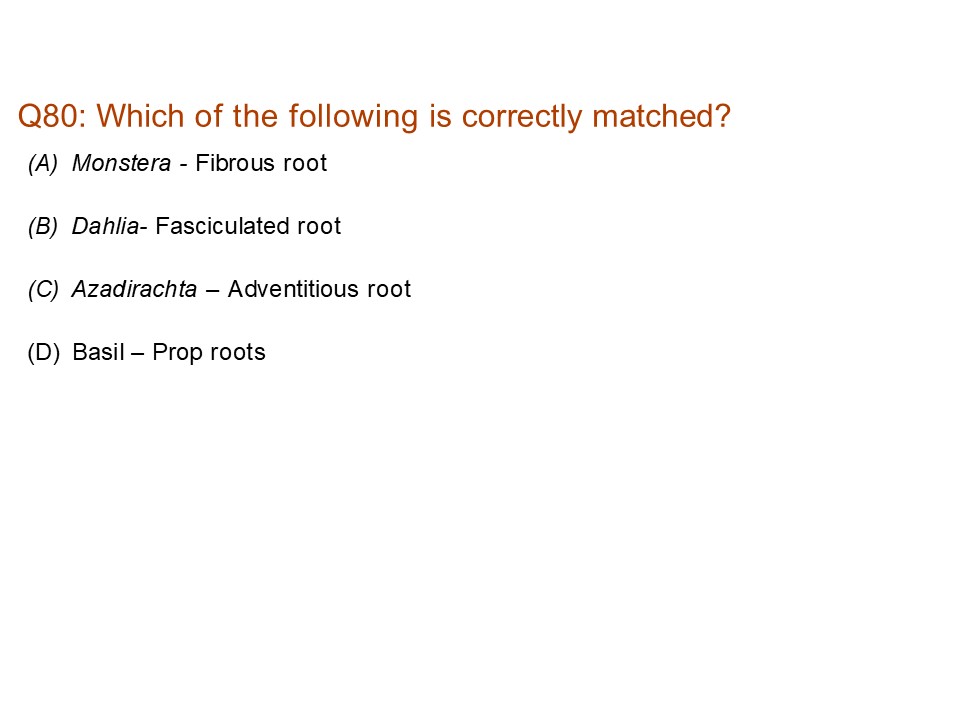 Q80: Which of the following is correctly matched?
(A) Monstera - Fibrous root
(B) Dahlia- Fasciculated root
(C) Azadirachta – Adventitious root
(D) Basil – Prop roots